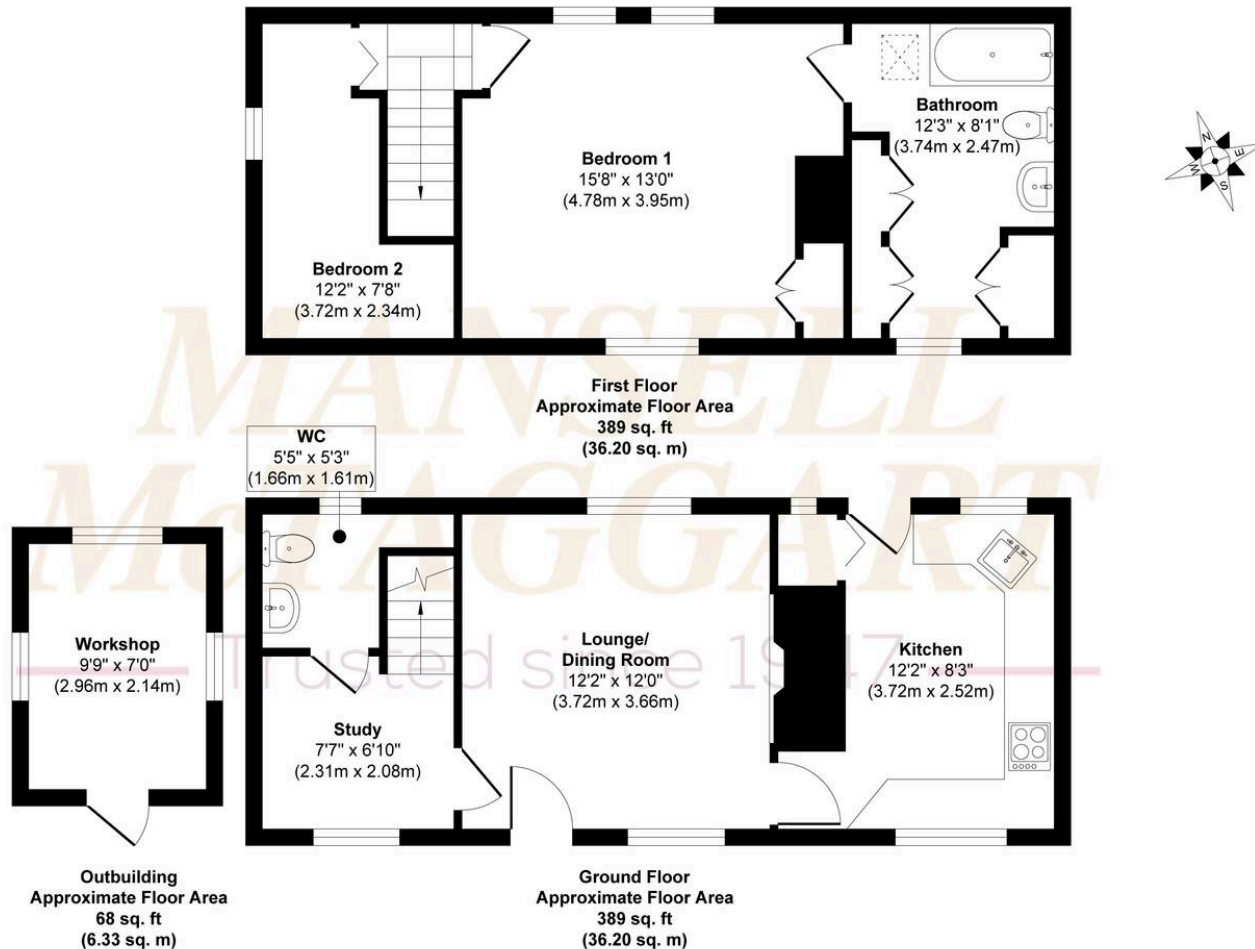 Bathroom
12'3" x 8'1"
(3.74m x 2.47m)
N
E
S
W
Bedroom 1
15'8" x 13'0"
(4.78m x 3.95m)
Bedroom 2
12'2" x 7'8"
(3.72m x 2.34m)
First Floor
Approximate Floor Area
389 sq. ft
(36.20 sq. m)
MANSELL
McTAGGART
Trusted since 1947
WC
5'5" x 5'3"
(1.66m x 1.61m)
Workshop
9'9" x 7'0"
(2.96m x 2.14m)
Lounge/
Dining Room
12'2" x 12'0"
(3.72m x 3.66m)
Kitchen
12'2" x 8'3"
(3.72m x 2.52m)
Study
7'7" x 6'10"
(2.31m x 2.08m)
Outbuilding
Approximate Floor Area
68 sq. ft
(6.33 sq. m)
Ground Floor
Approximate Floor Area
389 sq. ft
(36.20 sq. m)